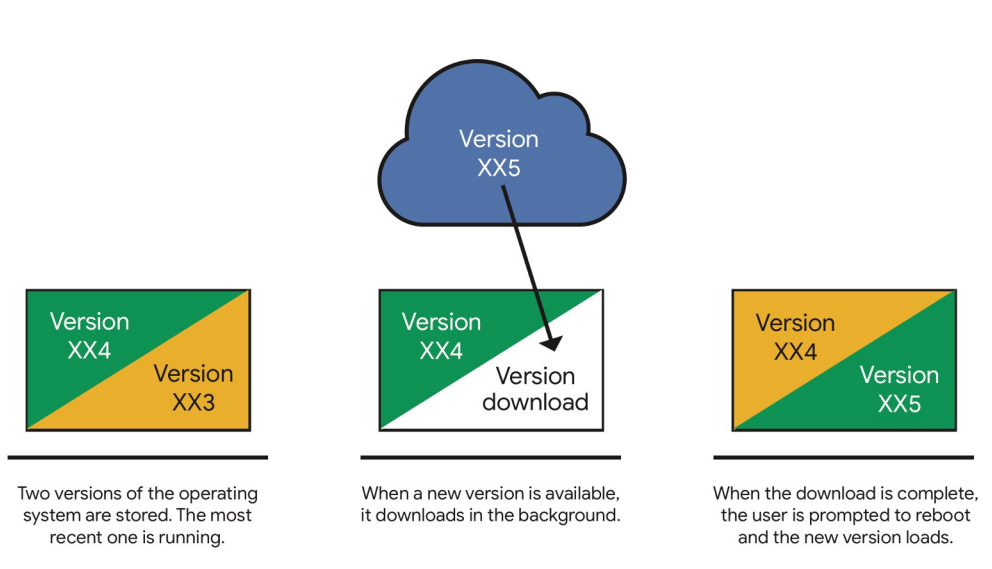 Version
XX5
Version
XX4
Version
XX3
Version
XX4
Version
download
Version
XX4
Version
XX5
Two versions of the operating
system are stored. The most
recent one is running.
When a new version is available,
it downloads in the background.
When the download is complete,
the user is prompted to reboot
and the new version loads.